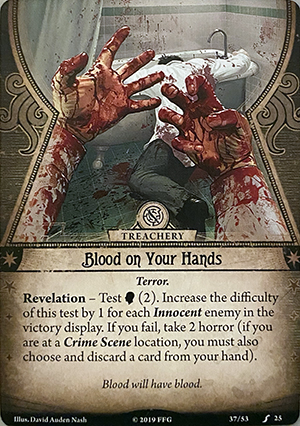 TREACHERY
Blood on Your Hands
Terror.
Revelation – Test (2). Increase the difficulty
of this test by 1 for each Innocent enemy in the
victory display. If you fail, take 2 horror (if you
are at a Crime Scene location, you must also
choose and discard a card from your hand).
Blood will have blood.
Illus. David Auden Nash © 2019 FFG 37/53 25